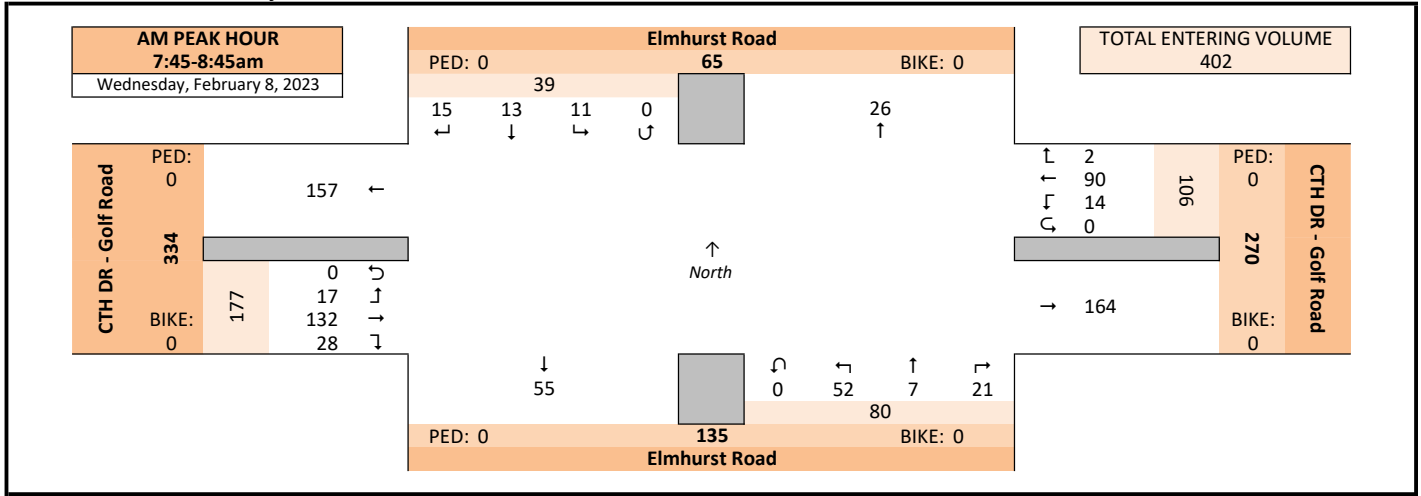 AM PEAK HOUR
7:45-8:45am
Wednesday, February 8, 2023
Elmhurst Road
PED: 0 65 BIKE: 0
39
15 13 11 0
↵ ↓ ↳ ↺
26
↑
TOTAL ENTERING VOLUME
402
CTH DR - Golf Road
PED:
0
334
BIKE:
0
157 ←
177
0 ⮌
17 ↰
132 →
28 ↴
↑
North
↑ 2
← 90
↓ 14
⮎ 0
106
PED:
0
270
BIKE:
0
CTH DR - Golf Road
→ 164
↓
55
↶ ↰ ↑ ↱
0 52 7 21
80
PED: 0 135 BIKE: 0
Elmhurst Road